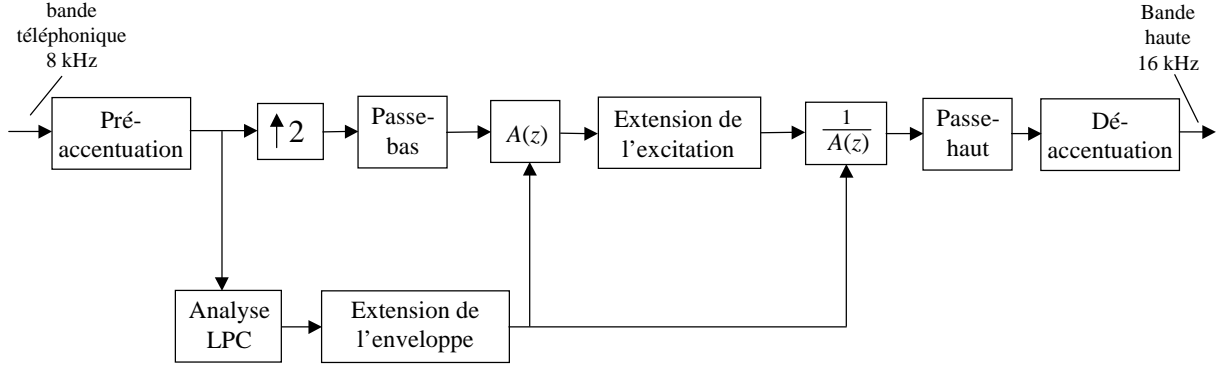 bande
téléphonique
8 kHz
Bande
haute
16 kHz
Pré-
accentuation
2
Passe-
bas
A(z)
Extension de
l’excitation
1
A(z)
Passe-
haut
Dé-
accentuation
Analyse
LPC
Extension de
l’enveloppe